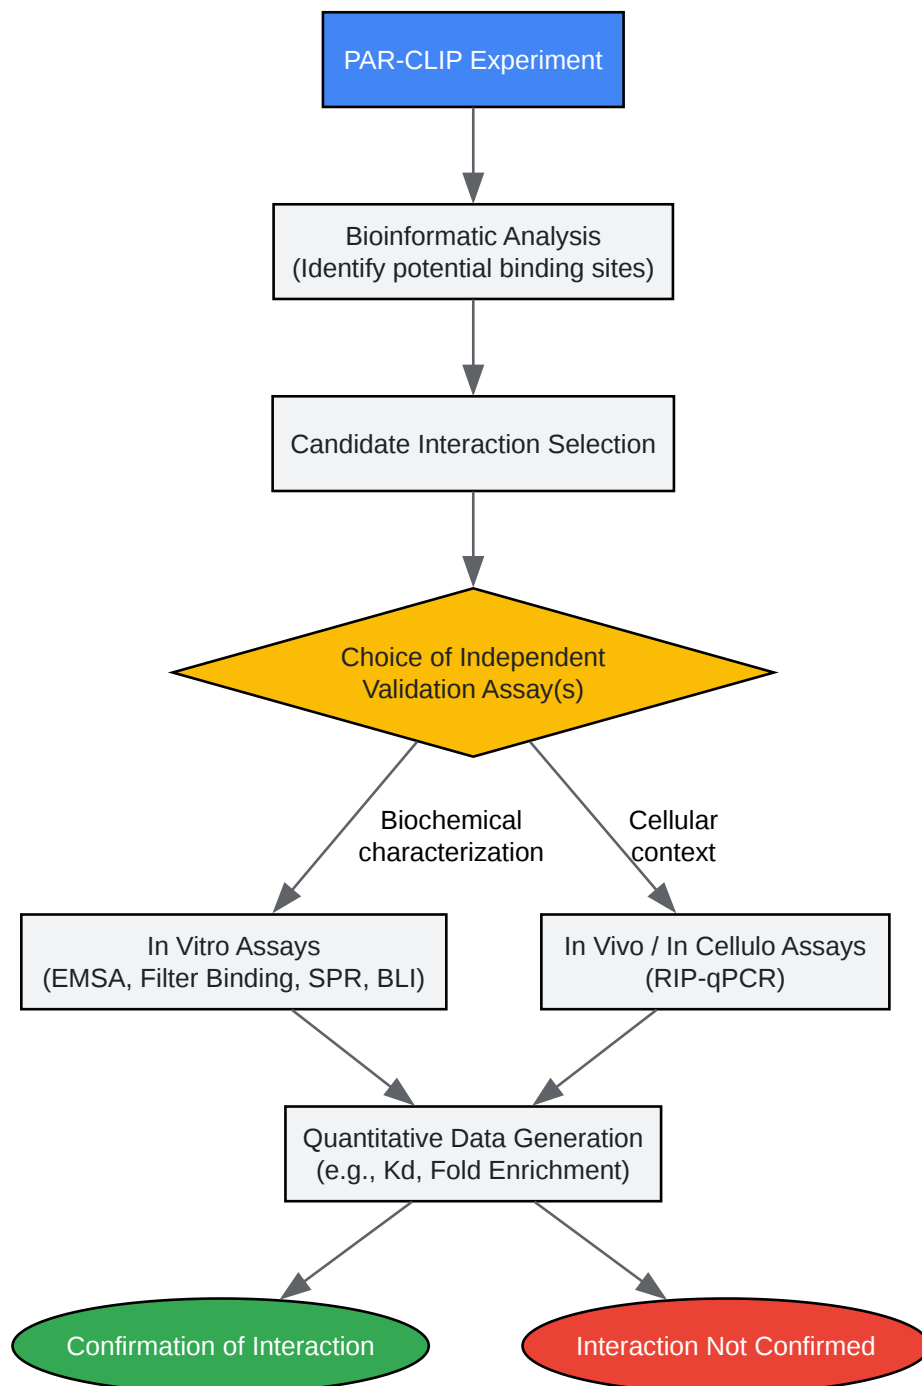 PAR-CLIP Experiment
Bioinformatic Analysis
(Identify potential binding sites)
Candidate Interaction Selection
Choice of Independent
Validation Assay(s)
Biochemical
characterization
Cellular
context
In Vitro Assays
(EMSA, Filter Binding, SPR, BLI)
In Vivo / In Cellulo Assays
(RIP-qPCR)
Quantitative Data Generation
(e.g., Kd, Fold Enrichment)
Confirmation of Interaction
Interaction Not Confirmed